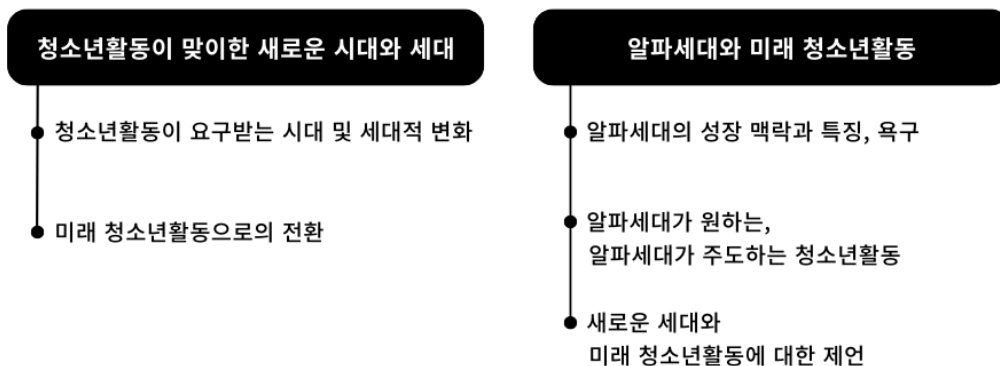 청소년활동이 맞이한 새로운 시대와 세대
청소년활동이 요구받는 시대 및 세대적 변화
미래 청소년활동으로의 전환
알파세대와 미래 청소년활동
알파세대의 성장 맥락과 특징, 욕구
알파세대가 원하는,
알파세대가 주도하는 청소년활동
새로운 세대와
미래 청소년활동에 대한 제언